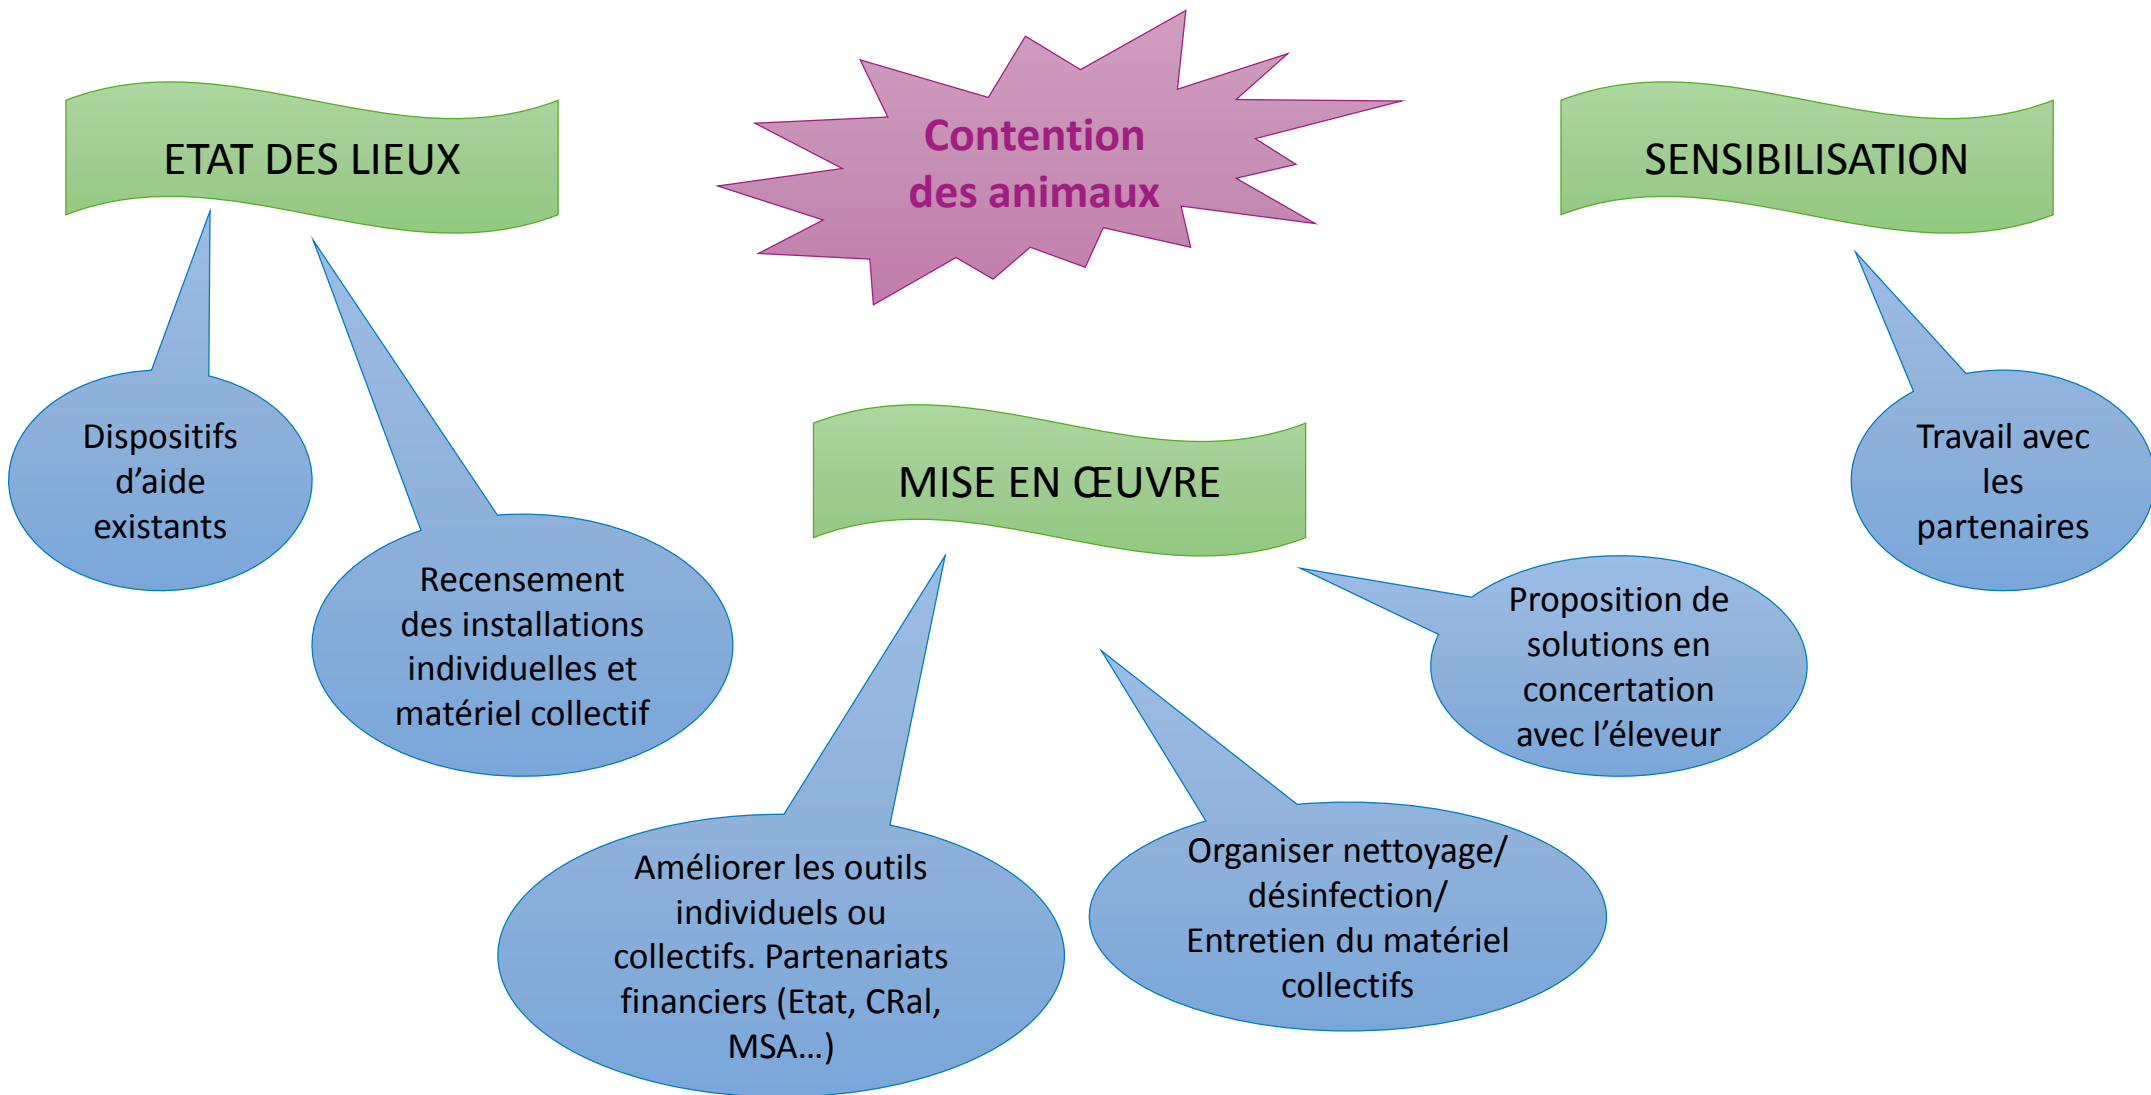 Contention
des animaux
ETAT DES LIEUX
SENSIBILISATION
Dispositifs
d’aide
existants
Recensement
des installations
individuelles et
matériel collectif
MISE EN ŒUVRE
Travail avec
les
partenaires
Proposition de
solutions en
concertation
avec l’éleveur
Améliorer les outils
individuels ou
collectifs. Partenariats
financiers (Etat, CRal,
MSA…)
Organiser nettoyage/
désinfection/
Entretien du matériel
collectifs